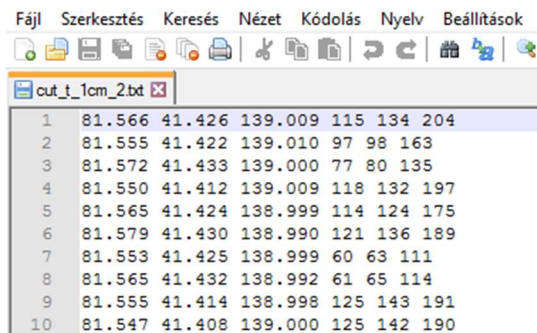 Fájl Szerkesztés Keresés Nézet Kódolás Nyelv Beállítások
cut_t_1cm_2.txt
1 81.566 41.426 139.009 115 134 204
2 81.555 41.422 139.010 97 98 163
3 81.572 41.433 139.000 77 80 135
4 81.550 41.412 139.009 118 132 197
5 81.565 41.424 138.999 114 124 175
6 81.579 41.430 138.990 121 136 189
7 81.553 41.425 138.999 60 63 111
8 81.565 41.432 138.992 61 65 114
9 81.555 41.414 138.998 125 143 191
10 81.547 41.408 139.000 125 142 190